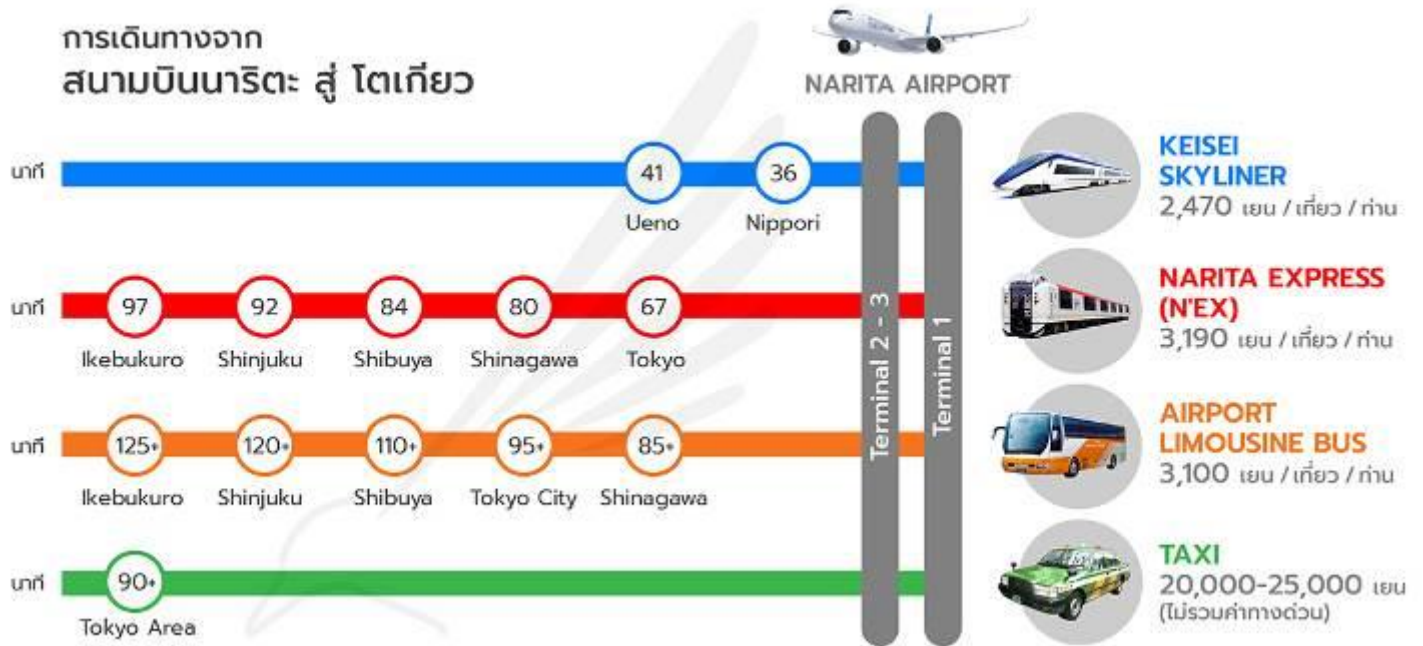 การเดินทางจาก
สนามบินนาริตะ สู่ โตเกียว
NARITA AIRPORT
นาที
41
36
Ueno
Nippori
KEISEI
SKYLINER
2,470 เยน / เที่ยว / ท่าน
นาที
97
92
84
80
67
Ikebukuro
Shinjuku
Shibuya
Shinagawa
Tokyo
NARITA EXPRESS
(N'EX)
3,190 เยน / เที่ยว / ท่าน
Terminal 2 - 3
Terminal 1
นาที
125+
120+
110+
95+
85+
Ikebukuro
Shinjuku
Shibuya
Tokyo City
Shinagawa
AIRPORT
LIMOUSINE BUS
3,100 เยน / เที่ยว / ท่าน
นาที
90+
Tokyo Area
TAXI
20,000-25,000 เยน
(ไม่รวมค่าทางด่วน)